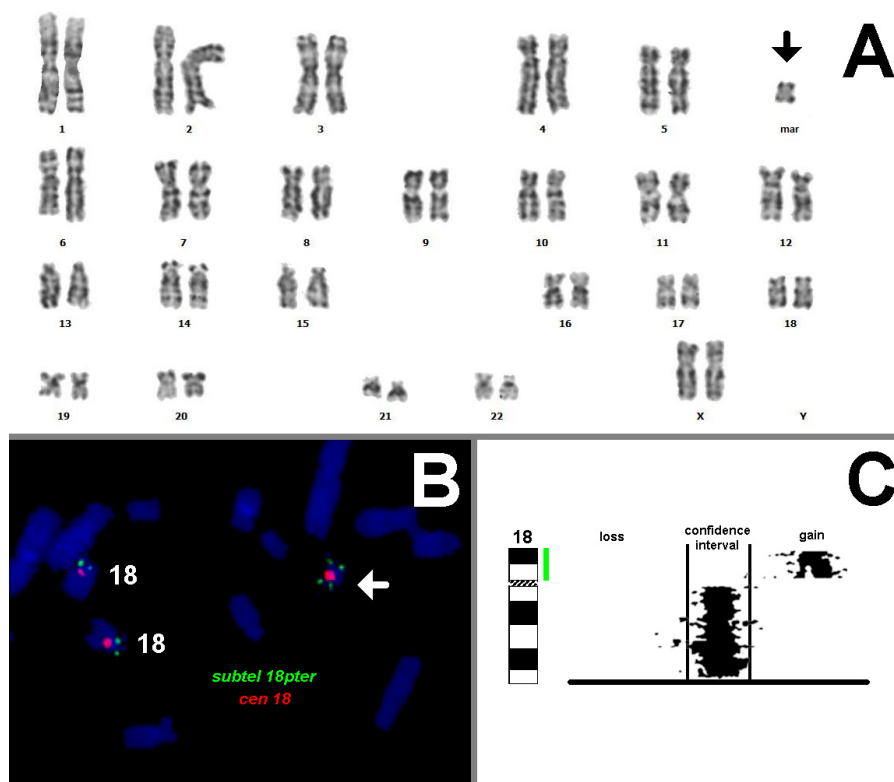 A
1 2 3 4 5 mar
6 7 8 9 10 11 12
13 14 15 16 17 18
19 20 21 22 X Y
B
18
18
subtel 18pter
cen 18
C
18 loss confidence interval gain